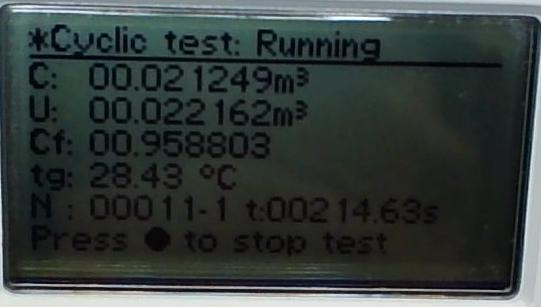 *Cyclic test: Running
C: 00.021249m³
U: 00.022162m³
Cf: 00.958803
tg: 28.43 °C
N : 00011-1 t:00214.63s
Press ● to stop test